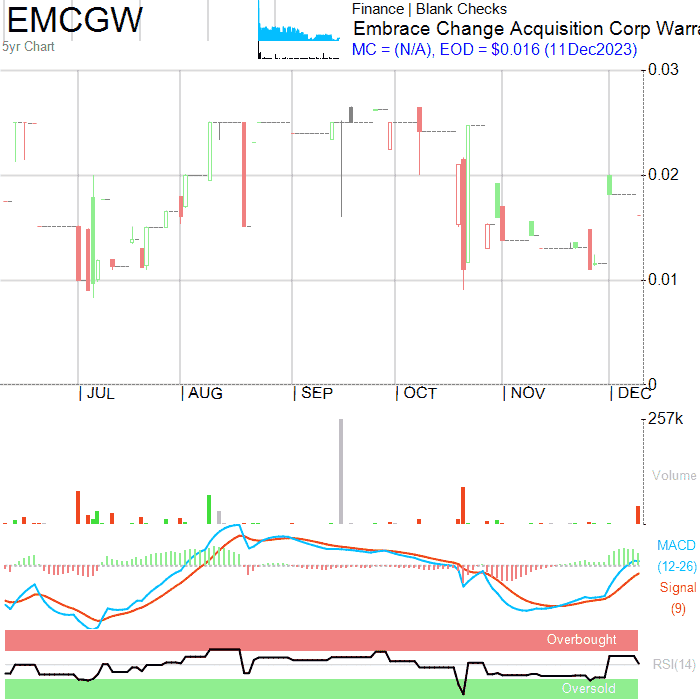 EMCGW
5yr Chart
Finance | Blank Checks
Embrace Change Acquisition Corp Warra
MC = (N/A), EOD = $0.016 (11Dec2023)
0.03
0.02
0.01
0
| JUL | AUG | SEP | OCT | NOV | DEC
257k
Volume
MACD
(12-26)
Signal
(9)
Overbought
RSI(14)
Oversold